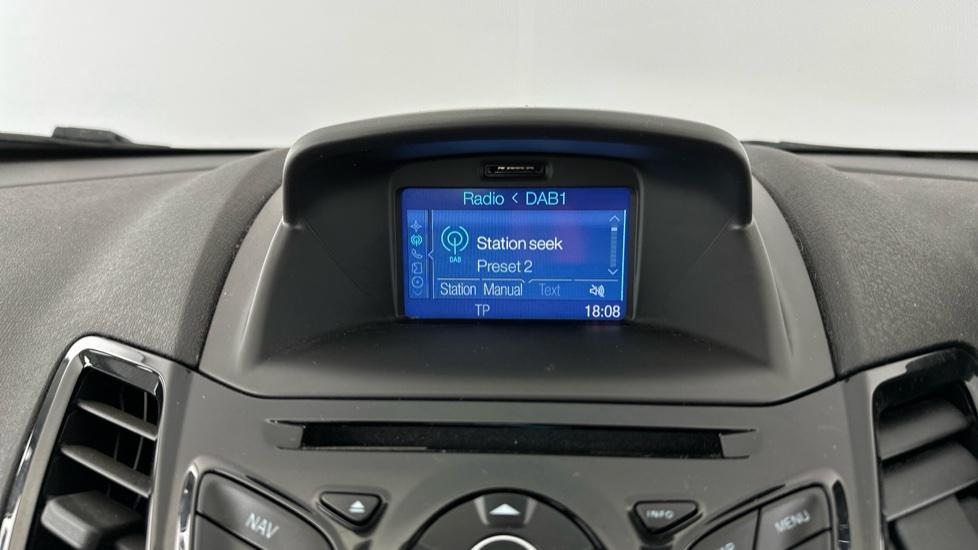 Radio < DAB1
DAB
Station seek
Preset 2
Station Manual Text
TP 18:08
NAV
INFO
MENU